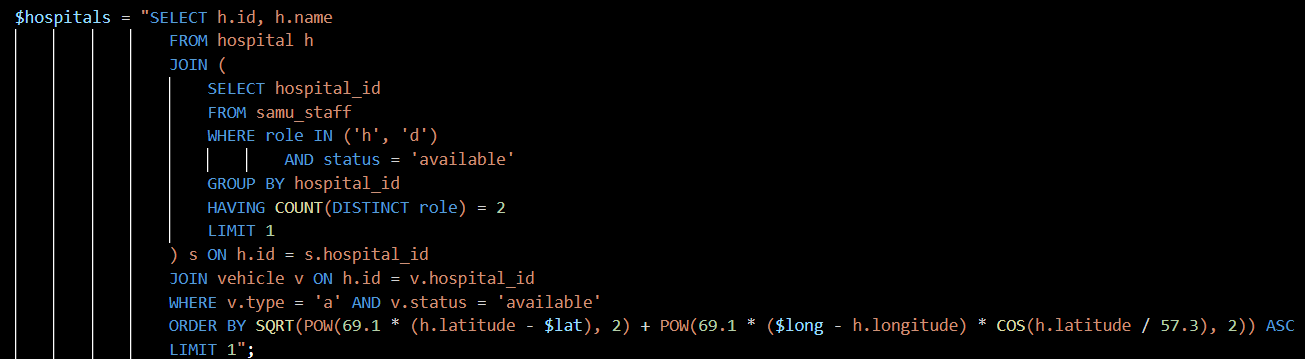 $hospitals = "SELECT h.id, h.name
FROM hospital h
JOIN (
SELECT hospital_id
FROM samu_staff
WHERE role IN ('h', 'd')
AND status = 'available'
GROUP BY hospital_id
HAVING COUNT(DISTINCT role) = 2
LIMIT 1
) s ON h.id = s.hospital_id
JOIN vehicle v ON h.id = v.hospital_id
WHERE v.type = 'a' AND v.status = 'available'
ORDER BY SQRT(POW(69.1 * (h.latitude - $lat), 2) + POW(69.1 * ($long - h.longitude) * COS(h.latitude / 57.3), 2)) ASC
LIMIT 1";